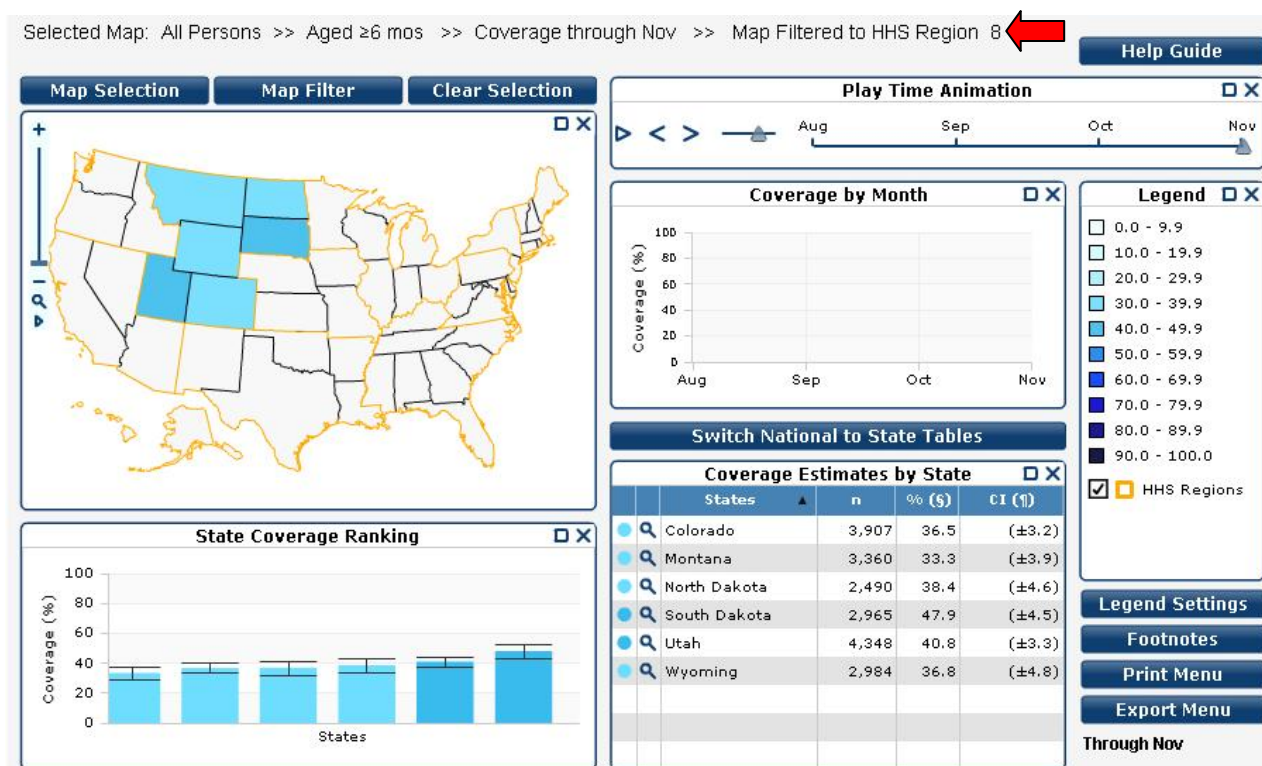 Selected Map: All Persons >> Aged ≥6 mos >> Coverage through Nov >> Map Filtered to HHS Region 8
Help Guide
Map Selection
Map Filter
Clear Selection
Play Time Animation
Aug Sep Oct Nov
Coverage by Month
Coverage (%)
100
80
60
40
20
0
Aug Sep Oct Nov
Legend
0.0 - 9.9
10.0 - 19.9
20.0 - 29.9
30.0 - 39.9
40.0 - 49.9
50.0 - 59.9
60.0 - 69.9
70.0 - 79.9
80.0 - 89.9
90.0 - 100.0
HHS Regions
Switch National to State Tables
Coverage Estimates by State
States n % (§) CI (¶)
Colorado 3,907 36.5 (±3.2)
Montana 3,360 33.3 (±3.9)
North Dakota 2,490 38.4 (±4.6)
South Dakota 2,965 47.9 (±4.5)
Utah 4,348 40.8 (±3.3)
Wyoming 2,984 36.8 (±4.8)
State Coverage Ranking
Coverage (%)
100
80
60
40
20
0
States
Legend Settings
Footnotes
Print Menu
Export Menu
Through Nov